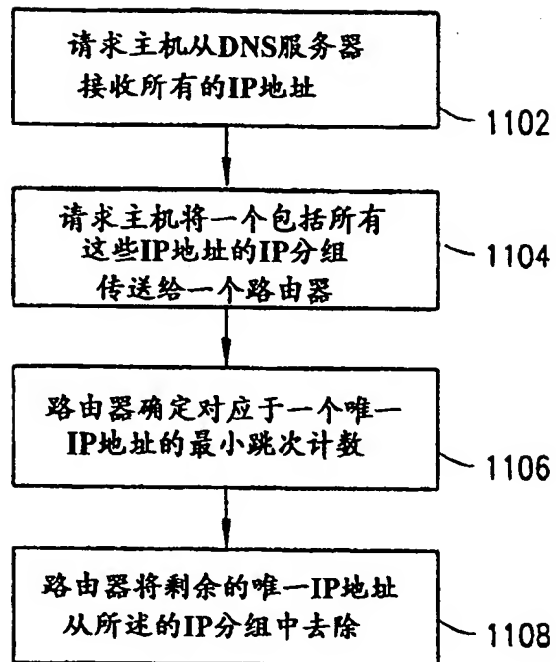 请求主机从DNS服务器
接收所有的IP地址
1102
请求主机将一个包括所有
这些IP地址的IP分组
传送给一个路由器
1104
路由器确定对应于一个唯一
IP地址的最小跳次计数
1106
路由器将剩余的唯一IP地址
从所述的IP分组中去除
1108